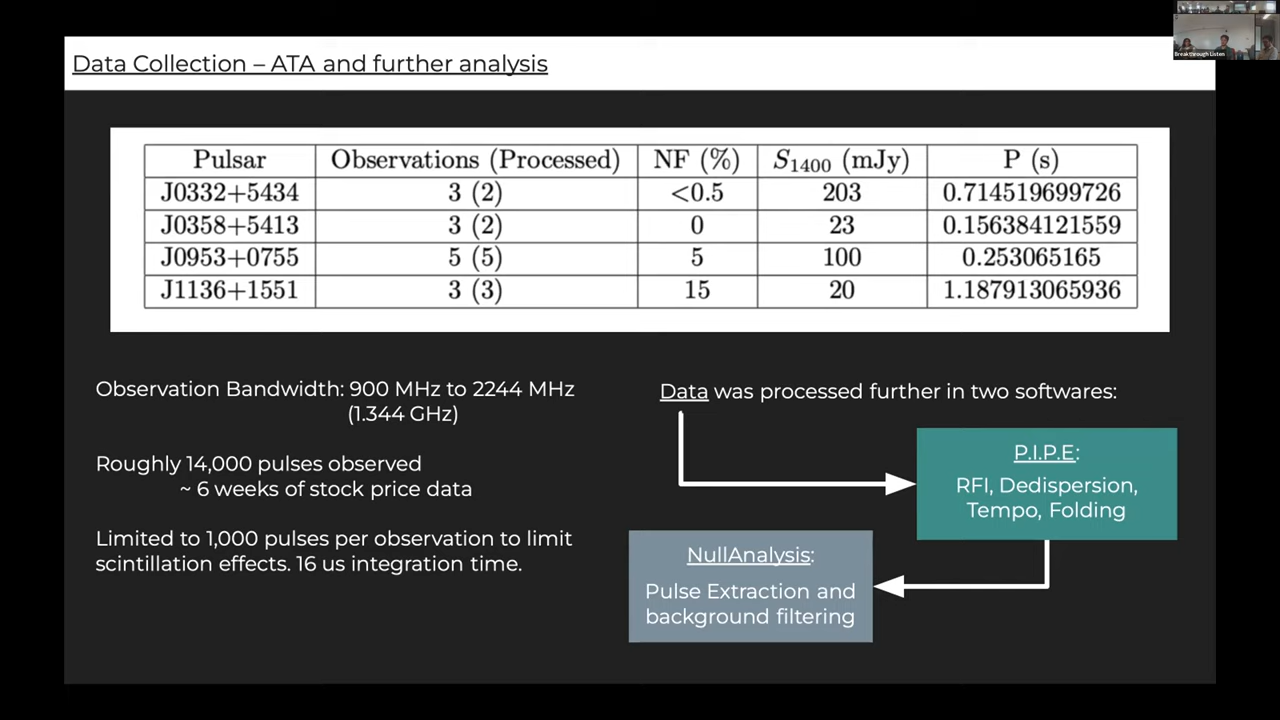 Breakthrough Listen
Data Collection – ATA and further analysis
Pulsar Observations (Processed) NF (%) S1400 (mJy) P (s)
J0332+5434 3 (2) <0.5 203 0.714519699726
J0358+5413 3 (2) 0 23 0.156384121559
J0953+0755 5 (5) 5 100 0.253065165
J1136+1551 3 (3) 15 20 1.187913065936
Observation Bandwidth: 900 MHz to 2244 MHz
(1.344 GHz)
Roughly 14,000 pulses observed
~ 6 weeks of stock price data
Limited to 1,000 pulses per observation to limit
scintillation effects. 16 us integration time.
Data was processed further in two softwares:
P.I.P.E:
RFI, Dedispersion,
Tempo, Folding
NullAnalysis:
Pulse Extraction and
background filtering